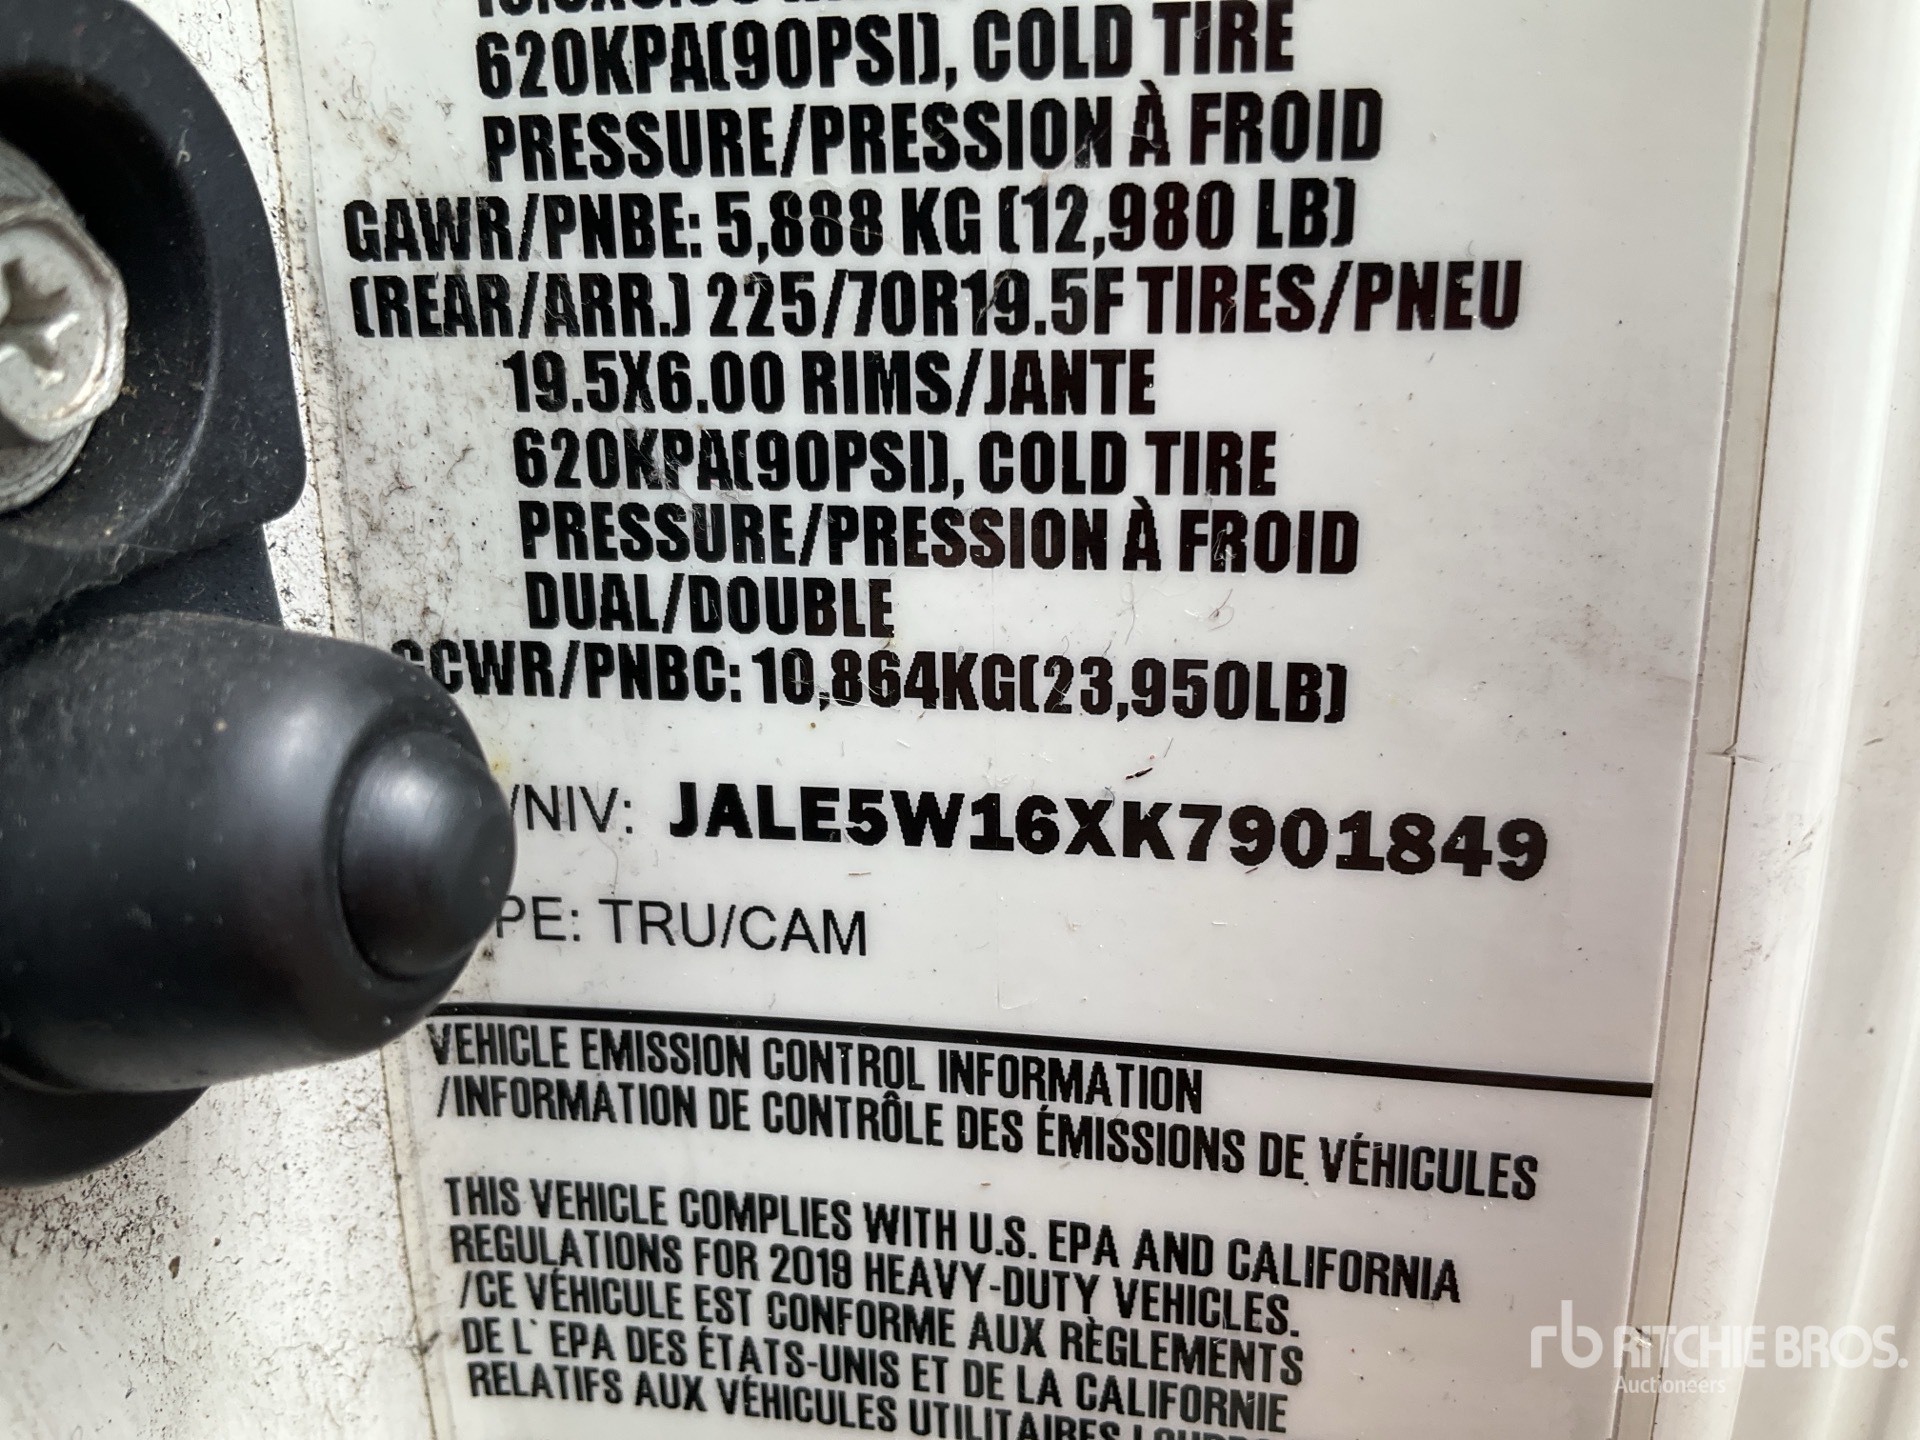 620KPA(90PSI), COLD TIRE
PRESSURE/PRESSION À FROID
GAWR/PNBE: 5,888 KG (12,980 LB)
(REAR/ARR.) 225/70R19.5F TIRES/PNEU
19.5X6.00 RIMS/JANTE
620KPA(90PSI), COLD TIRE
PRESSURE/PRESSION À FROID
DUAL/DOUBLE
GCWR/PNBC: 10,864KG(23,950LB)
/NIV: JALE5W16XK7901849
PE: TRU/CAM
VEHICLE EMISSION CONTROL INFORMATION
/INFORMATION DE CONTRÔLE DES ÉMISSIONS DE VÉHICULES
THIS VEHICLE COMPLIES WITH U.S. EPA AND CALIFORNIA
REGULATIONS FOR 2019 HEAVY-DUTY VEHICLES.
/CE VÉHICULE EST CONFORME AUX RÈGLEMENTS
DE L'EPA DES ÉTATS-UNIS ET DE LA CALIFORNIE
RELATIFS AUX VÉHICULES UTILITAIRES
rb RITCHIE BROS.
Auctioneers